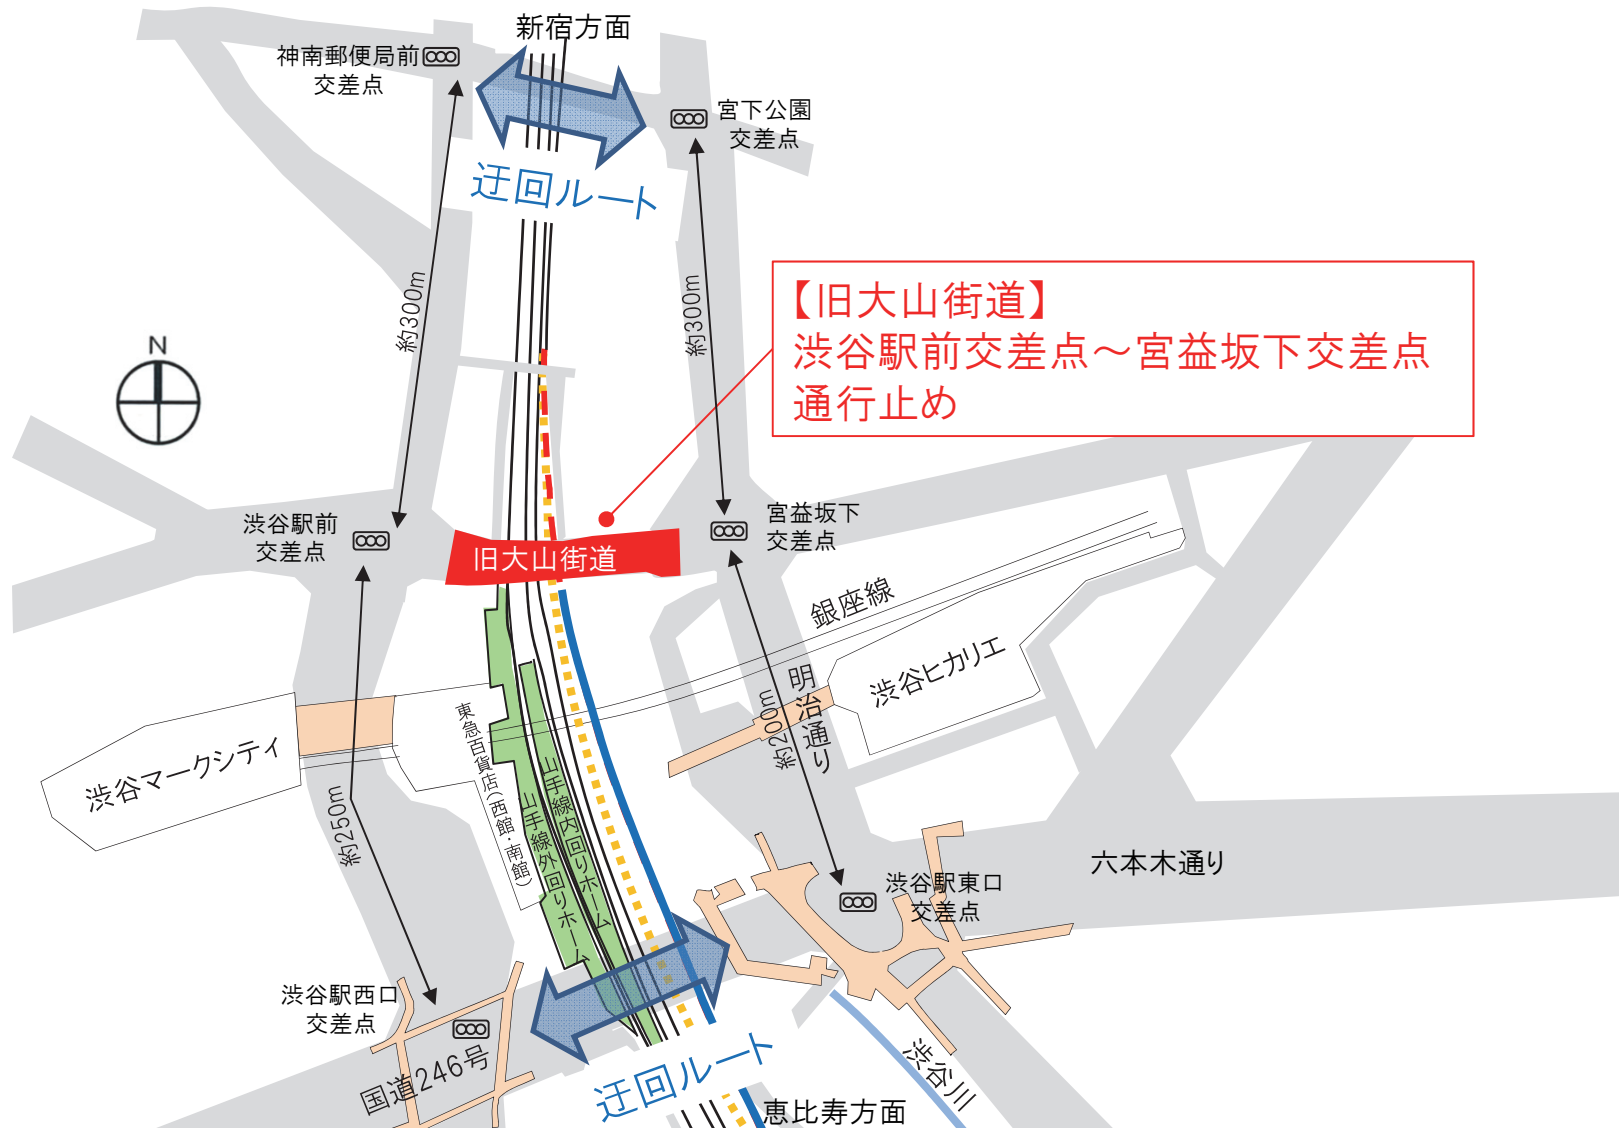 新宿方面
神南郵便局前
交差点
宮下公園
交差点
迂回ルート
約300m
約300m
【旧大山街道】
渋谷駅前交差点～宮益坂下交差点
通行止め
N
渋谷駅前
交差点
宮益坂下
交差点
旧大山街道
銀座線
渋谷ヒカリエ
明治通り
約200m
東急百貨店(西館・南館)
渋谷マークシティ
山手線内回りホーム
山手線外回りホーム
約250m
六本木通り
渋谷駅東口
交差点
渋谷駅西口
交差点
国道246号
迂回ルート
渋谷川
恵比寿方面